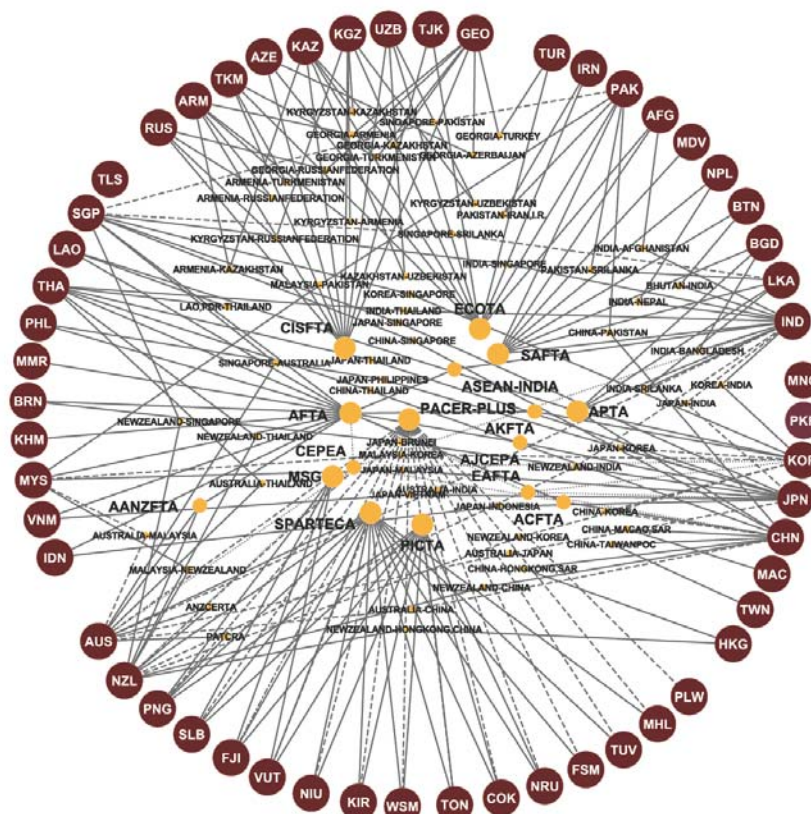 KGZ
UZB
TJK
GEO
KAZ
AZE
TUR
TKM
IRN
PAK
ARM
AFG
RUS
MDV
NPL
TLS
BTN
SGP
BGD
LAO
LKA
THA
IND
PHL
MMR
MNG
BRN
KHM
KOR
MYS
JPN
VNM
CHN
IDN
MAC
TWN
HKG
AUS
NZL
PLW
PNG
MHL
SLB
TUV
FJI
FSM
VUT
NRU
NIU
COK
KIR
WSM
TON
KYRGYZSTAN-KAZAKHSTAN
SINGAPORE-PAKISTAN
GEORGIA-ARMENIA
GEORGIA-TURKEY
GEORGIA-KAZAKHSTAN
GEORGIA-TURKMENISTAN
GEORGIA-AZERBAIJAN
GEORGIA-RUSSIANFEDERATION
ARMENIA-TURKMENISTAN
ARMENIA-RUSSIANFEDERATION
KYRGYZSTAN-UZBEKISTAN
PAKISTAN-IRAN,I.R.
KYRGYZSTAN-ARMENIA
SINGAPORE-SRILANKA
KYRGYZSTAN-RUSSIANFEDERATION
INDIA-AFGHANISTAN
INDIA-SINGAPORE
PAKISTAN-SRILANKA
ARMENIA-KAZAKHSTAN
KAZAKHSTAN-UZBEKISTAN
MALAYSIA-PAKISTAN
BHUTAN-INDIA
KOREA-SINGAPORE
INDIA-NEPAL
LAO,PDR-THAILAND
INDIA-THAILAND
ECOTA
CISFTA
JAPAN-SINGAPORE
CHINA-PAKISTAN
CHINA-SINGAPORE
SAFTA
INDIA-BANGLADESH
SINGAPORE-AUSTRALIA
JAPAN-THAILAND
ASEAN-INDIA
JAPAN-PHILIPPINES
CHINA-THAILAND
INDIA-SRILANKA
KOREA-INDIA
JAPAN-INDIA
AFTA
PACER-PLUS
APTA
NEWZEALAND-SINGAPORE
AKFTA
NEWZEALAND-THAILAND
JAPAN-BRUNEI
JAPAN-KOREA
CEPEA
MALAYSIA-KOREA
AJCEPA
JAPAN-MALAYSIA
NEWZEALAND-INDIA
MSG
EAFTA
AUSTRALIA-THAILAND
AUSTRALIA-INDIA
JAPAN-VIETNAM
AANZFTA
JAPAN-INDONESIA
ACFTA
CHINA-KOREA
SPARTECA
PICTA
CHINA-MACAO,SAR
AUSTRALIA-MALAYSIA
NEWZEALAND-KOREA
CHINA-TAIWANPOC
AUSTRALIA-JAPAN
MALAYSIA-NEWZEALAND
CHINA-HONGKONG,SAR
NEWZEALAND-CHINA
ANZCERTA
AUSTRALIA-CHINA
NEWZEALAND-HONGKONG,CHINA
PATCRA